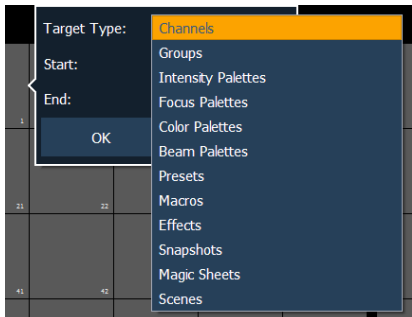 Target Type: Channels
Groups
Start:
Intensity Palettes
Focus Palettes
End:
Color Palettes
1
OK
Beam Palettes
Presets
Macros
21 22
Effects
Snapshots
Magic Sheets
41 42
Scenes